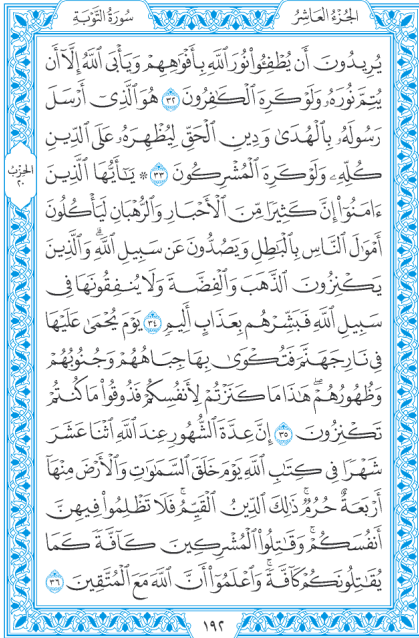 الجُزْءُ العَاشِرُ
سُورَةُ التَّوْبَةِ
يُرِيدُونَ أَن يُطْفِـُٔوا۟ نُورَ ٱللَّهِ بِأَفْوَٰهِهِمْ وَيَأْبَى ٱللَّهُ إِلَّآ أَن
يُتِمَّ نُورَهُۥ وَلَوْ كَرِهَ ٱلْكَٰفِرُونَ ٣٢ هُوَ ٱلَّذِىٓ أَرْسَلَ
رَسُولَهُۥ بِٱلْهُدَىٰ وَدِينِ ٱلْحَقِّ لِيُظْهِرَهُۥ عَلَى ٱلدِّينِ
كُلِّهِۦ وَلَوْ كَرِهَ ٱلْمُشْرِكُونَ ٣٣ ۞ يَٰٓأَيُّهَا ٱلَّذِينَ
الحِزْبُ
٢٠
ءَامَنُوٓا۟ إِنَّ كَثِيرًا مِّنَ ٱلْأَحْبَارِ وَٱلرُّهْبَانِ لَيَأْكُلُونَ
أَمْوَٰلَ ٱلنَّاسِ بِٱلْبَٰطِلِ وَيَصُدُّونَ عَن سَبِيلِ ٱللَّهِ ۗ وَٱلَّذِينَ
يَكْنِزُونَ ٱلذَّهَبَ وَٱلْفِضَّةَ وَلَا يُنفِقُونَهَا فِى
سَبِيلِ ٱللَّهِ فَبَشِّرْهُم بِعَذَابٍ أَلِيمٍ ٣٤ يَوْمَ يُحْمَىٰ عَلَيْهَا
فِى نَارِ جَهَنَّمَ فَتُكْوَىٰ بِهَا جِبَاهُهُمْ وَجُنُوبُهُمْ
وَظُهُورُهُمْ ۖ هَٰذَا مَا كَنَزْتُمْ لِأَنفُسِكُمْ فَذُوقُوا۟ مَا كُنتُمْ
تَكْنِزُونَ ٣٥ إِنَّ عِدَّةَ ٱلشُّهُورِ عِندَ ٱللَّهِ ٱثْنَا عَشَرَ
شَهْرًا فِى كِتَٰبِ ٱللَّهِ يَوْمَ خَلَقَ ٱلسَّمَٰوَٰتِ وَٱلْأَرْضَ مِنْهَآ
أَرْبَعَةٌ حُرُمٌ ۚ ذَٰلِكَ ٱلدِّينُ ٱلْقَيِّمُ ۚ فَلَا تَظْلِمُوا۟ فِيهِنَّ
أَنفُسَكُمْ ۚ وَقَٰتِلُوا۟ ٱلْمُشْرِكِينَ كَآفَّةً كَمَا
يُقَٰتِلُونَكُمْ كَآفَّةً ۚ وَٱعْلَمُوٓا۟ أَنَّ ٱللَّهَ مَعَ ٱلْمُتَّقِينَ ٣٦
١٩٢